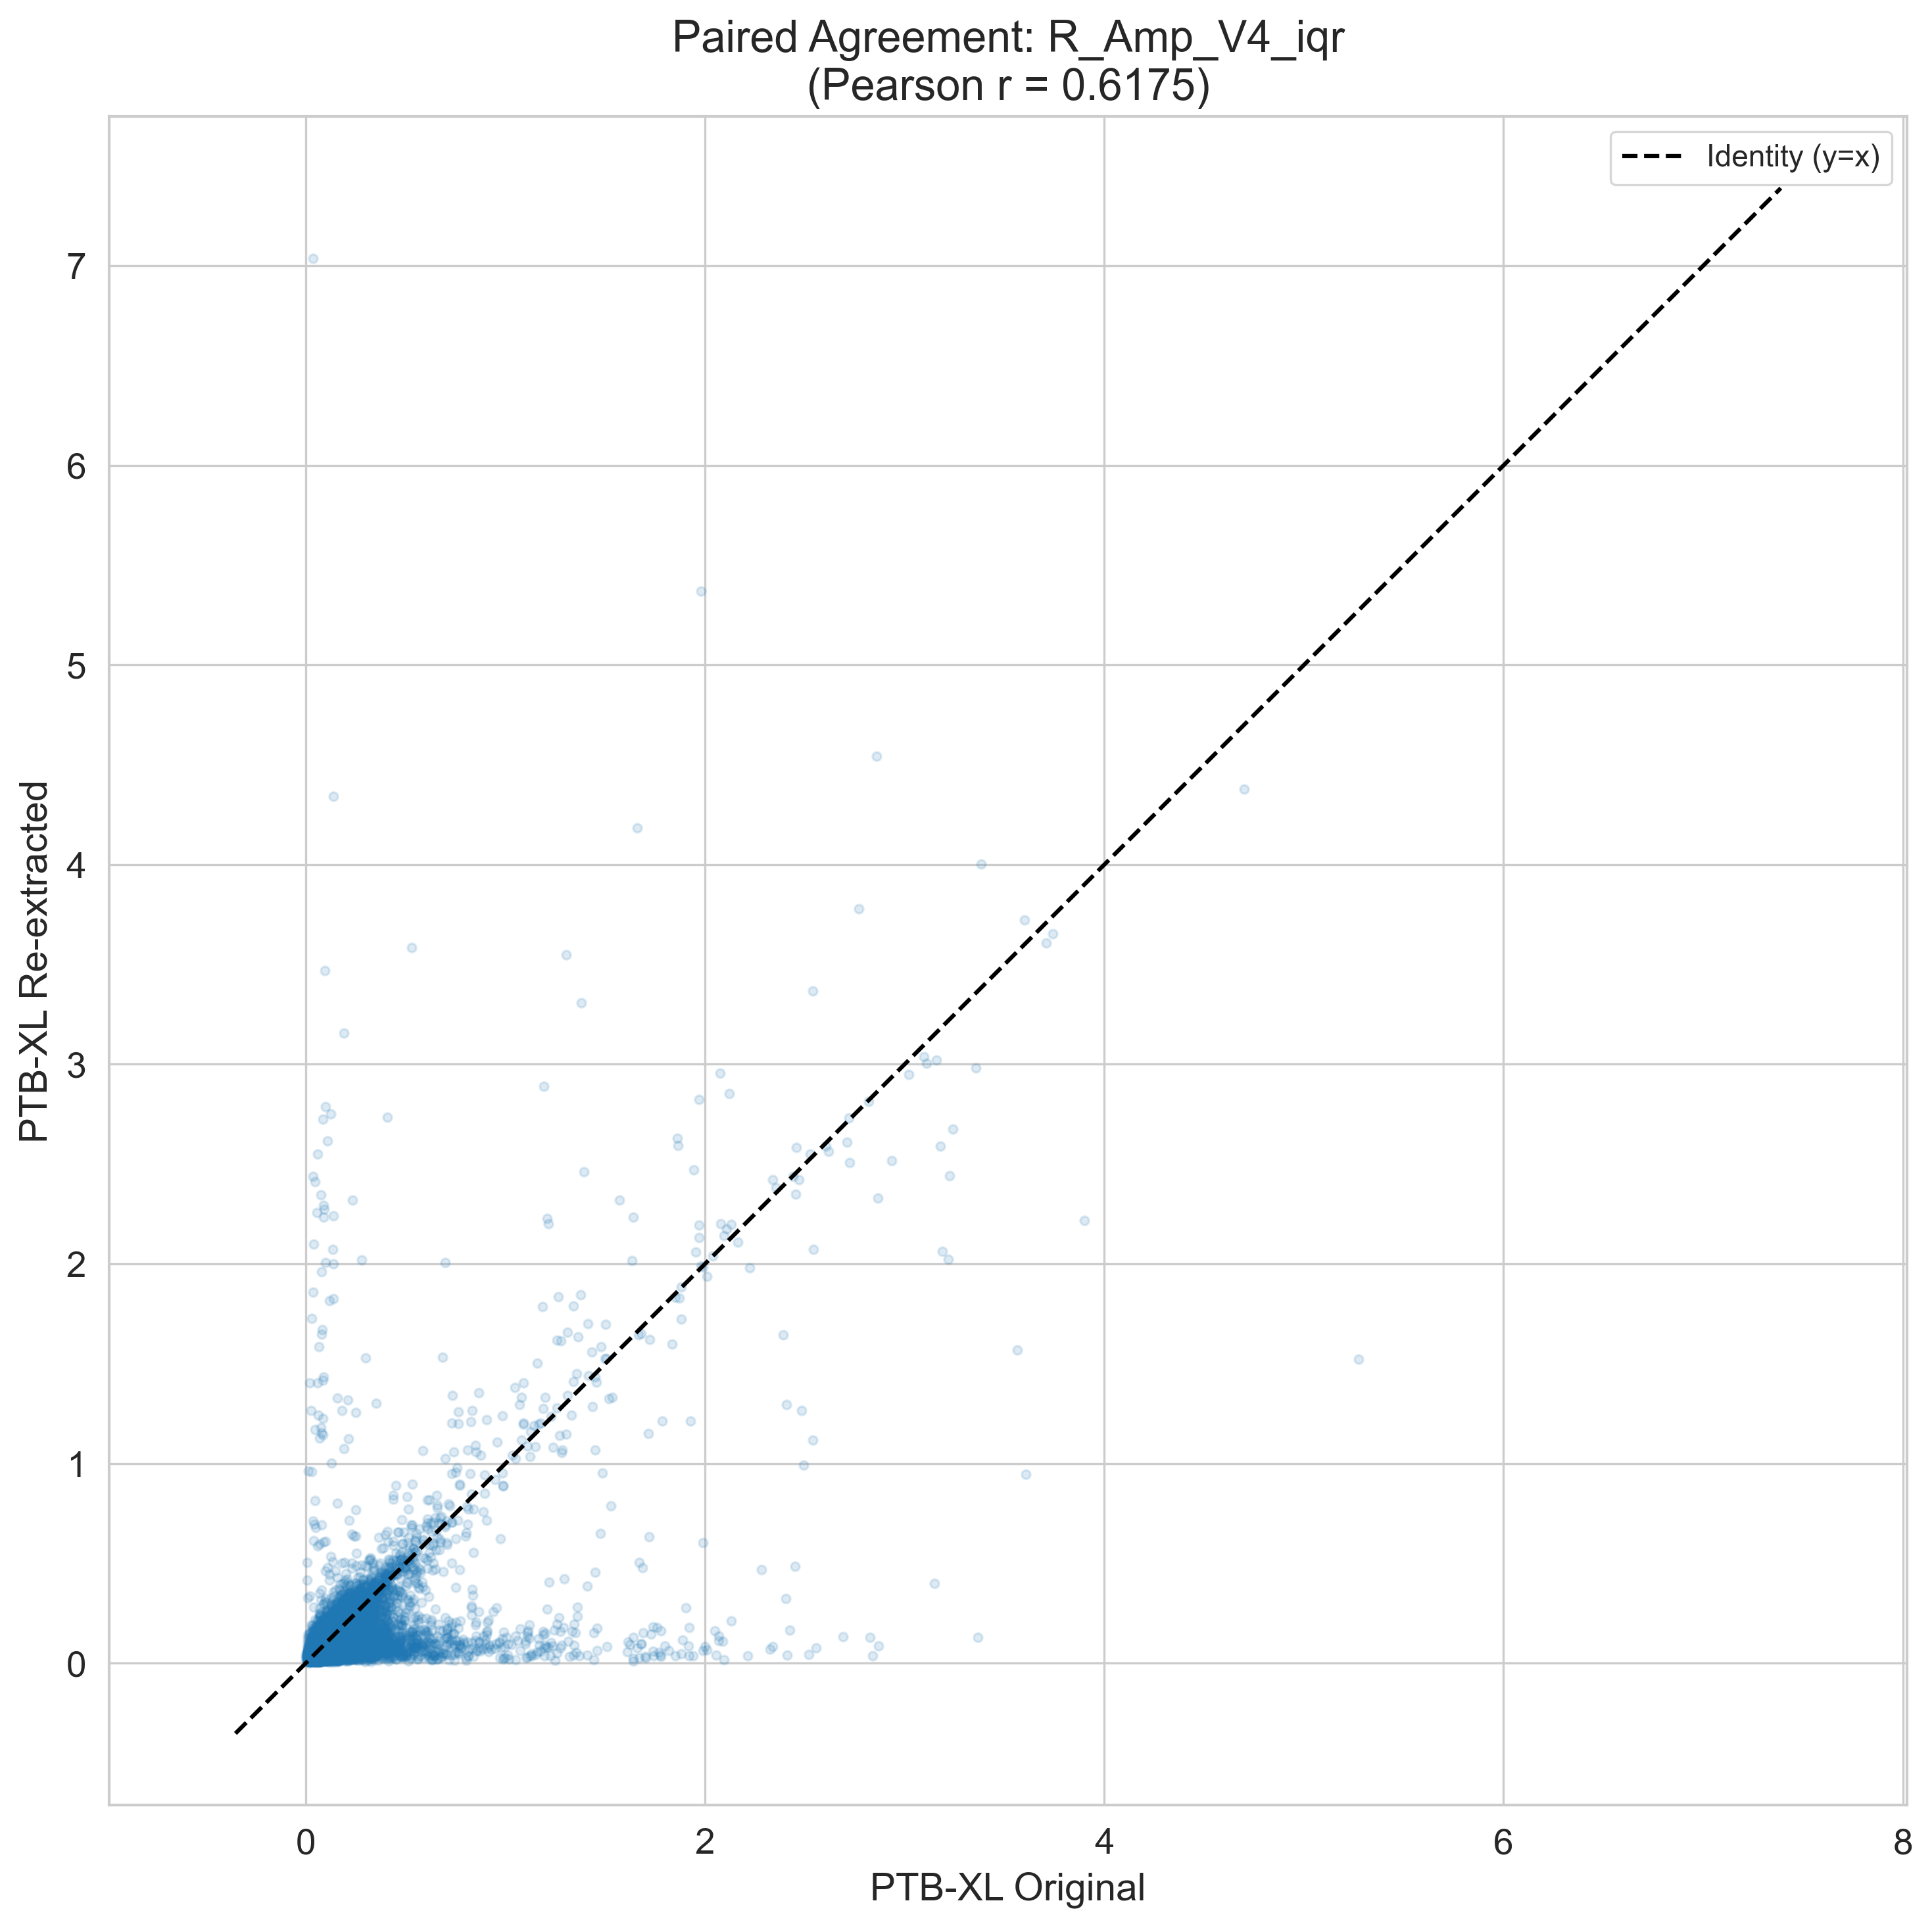 Paired Agreement: R_Amp_V4_iqr
(Pearson r = 0.6175)
Identity (y=x)
7
6
5
4
3
2
1
0
PTB-XL Re-extracted
0 2 4 6 8
PTB-XL Original